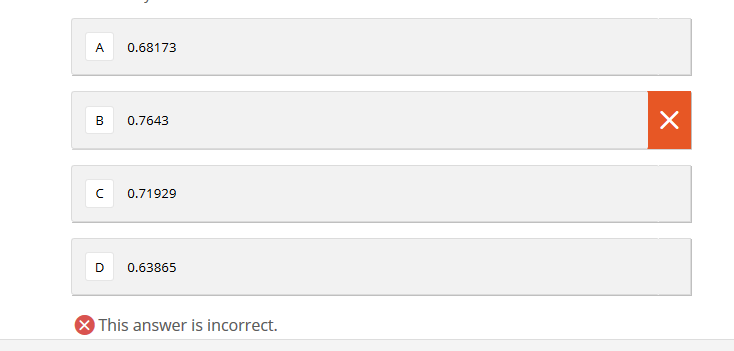 A 0.68173
B 0.7643
C 0.71929
D 0.63865
This answer is incorrect.